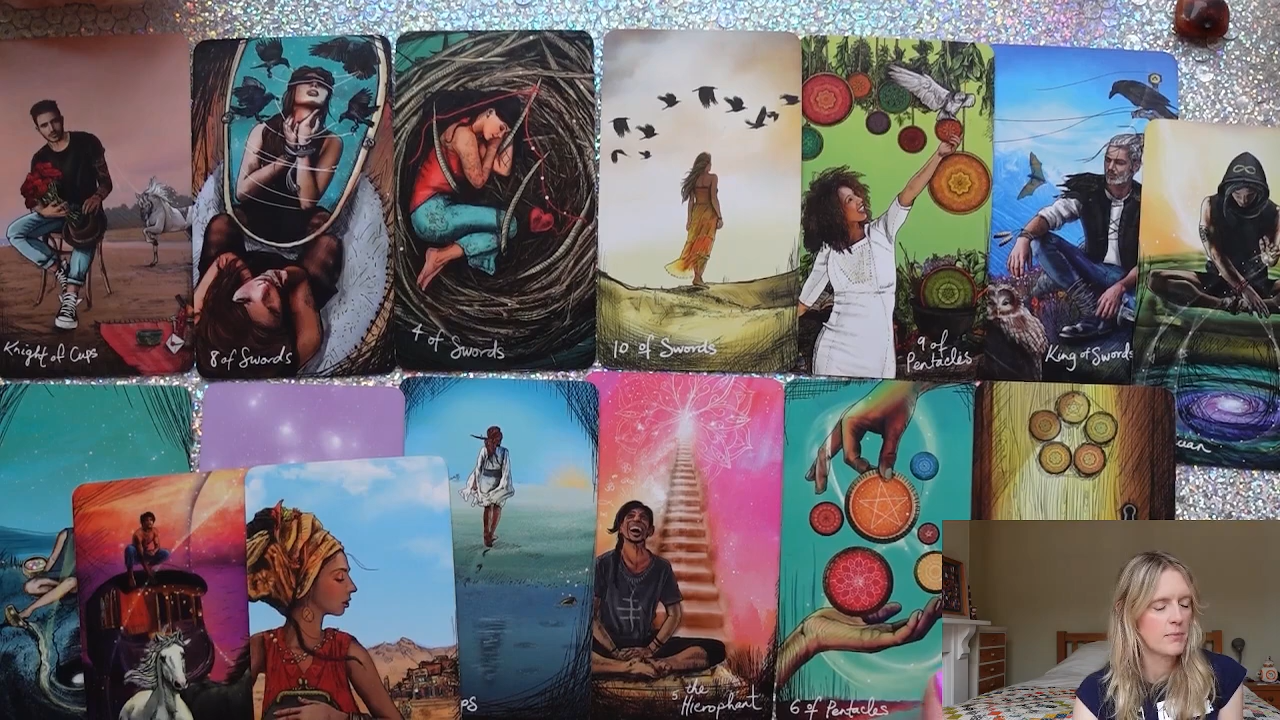 Knight of Cups
8 of Swords
4 of Swords
10 of Swords
9 of
Pentacles
King of Swords
ps
5 the
Hierophant
6 of Pentacles